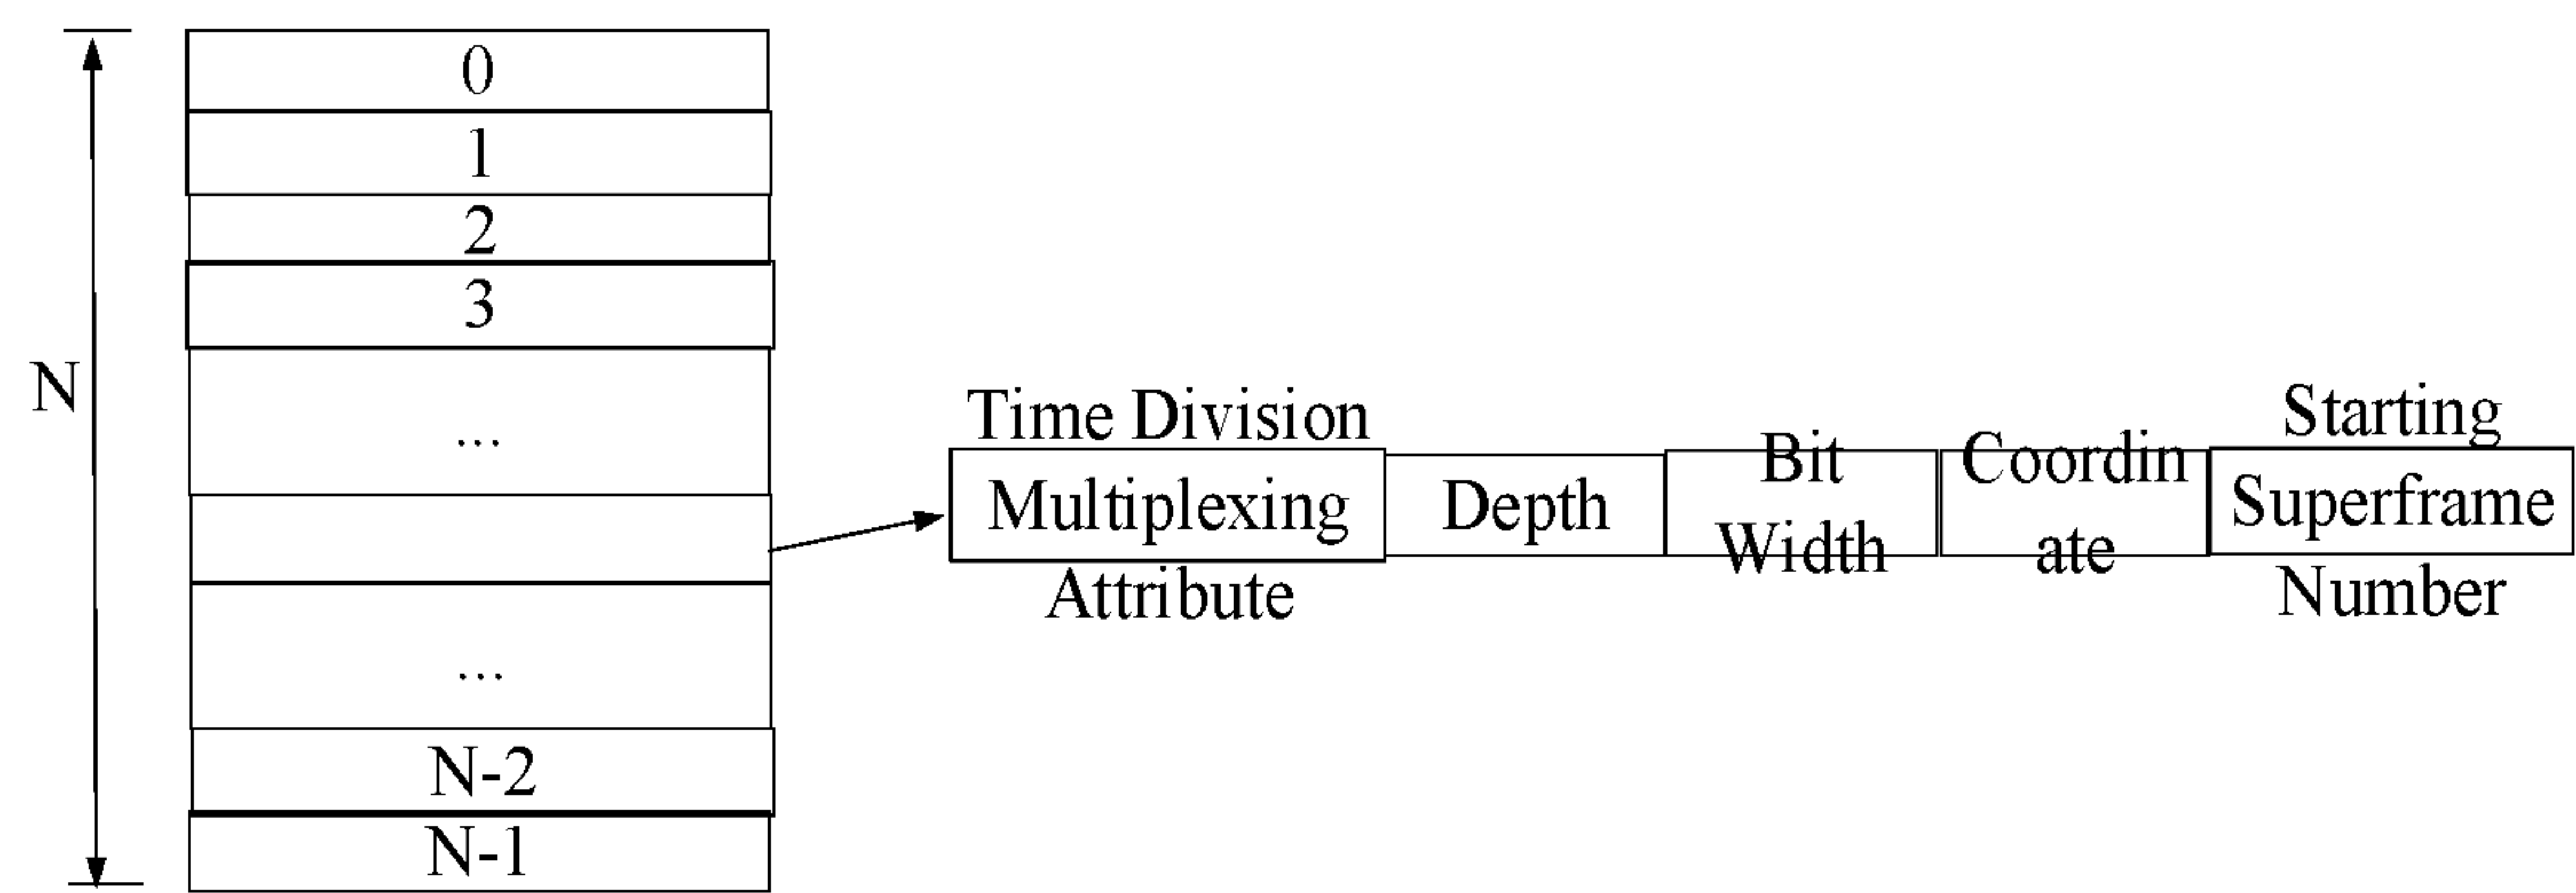 0
1
2
3
N
...
...
N-2
N-1
Time Division
Multiplexing
Attribute
Depth
Bit
Width
Coordin
ate
Starting
Superframe
Number